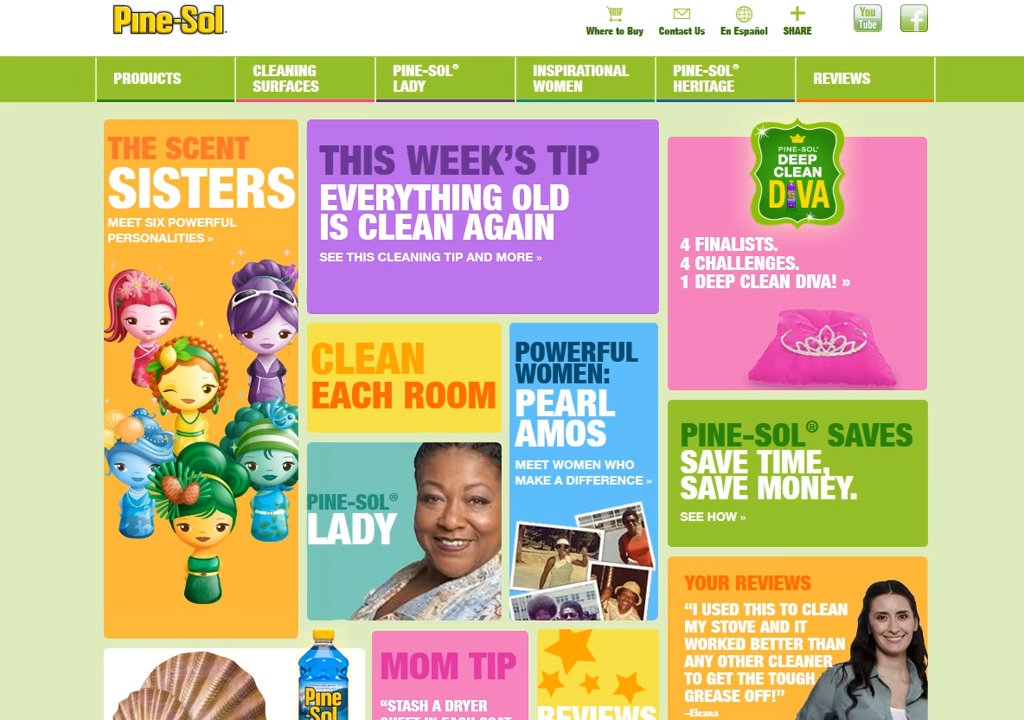 Pine-Sol
Where to Buy
Contact Us
En Español
SHARE
You
Tube
f
PRODUCTS
CLEANING
SURFACES
PINE-SOL®
LADY
INSPIRATIONAL
WOMEN
PINE-SOL®
HERITAGE
REVIEWS
THE SCENT
SISTERS
MEET SIX POWERFUL
PERSONALITIES »
THIS WEEK'S TIP
EVERYTHING OLD
IS CLEAN AGAIN
SEE THIS CLEANING TIP AND MORE »
PINE-SOL®
DEEP
CLEAN
DIVA
4 FINALISTS.
4 CHALLENGES.
1 DEEP CLEAN DIVA! »
CLEAN
EACH ROOM
POWERFUL
WOMEN:
PEARL
AMOS
MEET WOMEN WHO
MAKE A DIFFERENCE »
PINE-SOL®
LADY
PINE-SOL® SAVES
SAVE TIME,
SAVE MONEY.
SEE HOW »
YOUR REVIEWS
“I USED THIS TO CLEAN
MY STOVE AND IT
WORKED BETTER THAN
ANY OTHER CLEANER
TO GET THE TOUGH
GREASE OFF!”
–Eleana
Pine
Sol
MOM TIP
“STASH A DRYER
SHEET IN EACH COAT
REVIEWS